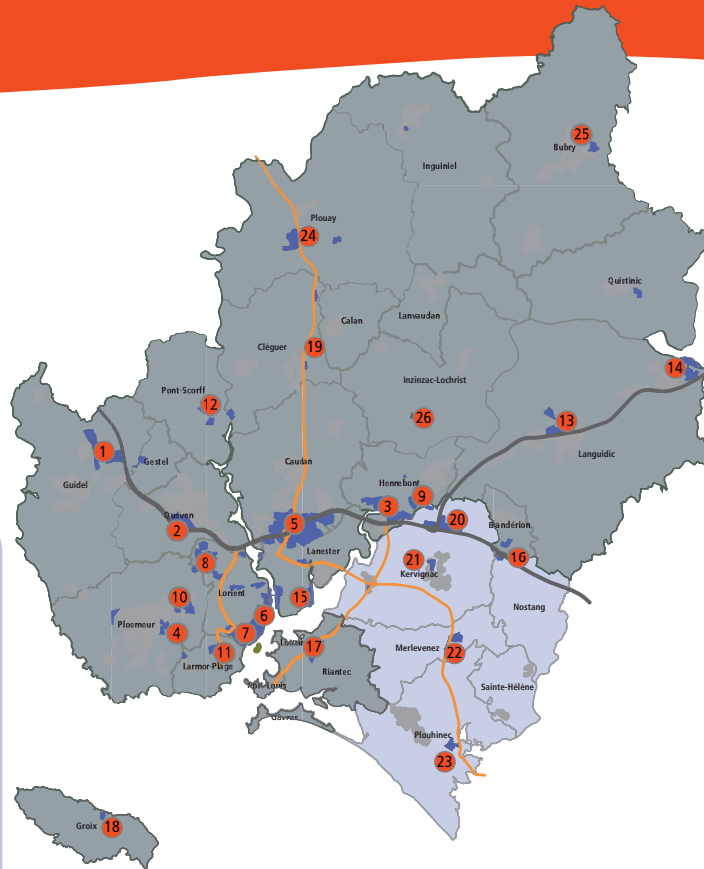 25
Bubry
Inguiniel
Plouay
24
Quistinic
Calan
Lanvaudan
Cléguer
19
14
Inzinzac-Lochrist
Pont-Scorff
12
26
13
1
Gestel
Caudan
Languidic
Guidel
Hennebont
9
3
Quéven
2
5
20
Brandérion
Lanester
16
8
21
Kervignac
10
Lorient
15
Nostang
6
Ploemeur
4
7
17
Merlevenez
22
11
Larmor-Plage
Riantec
Port-Louis
Sainte-Hélène
Gâvres
Plouhinec
23
Groix
18